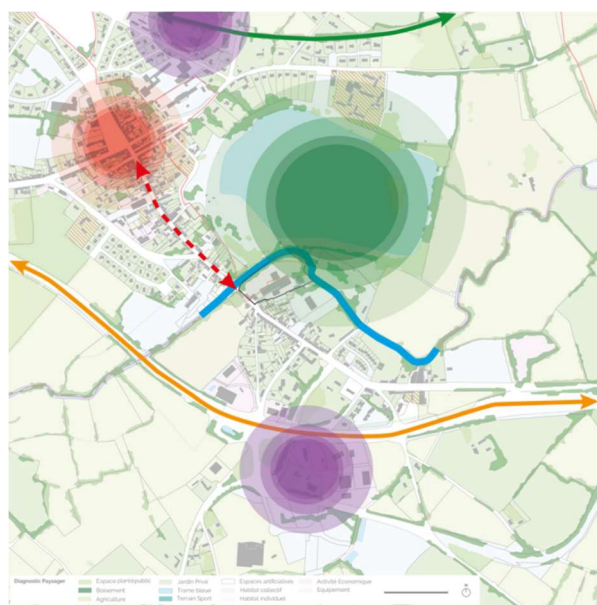 Diagnostic Paysager
Espace planté/public
Jardin Privé
Espaces artificialisés
Activité Economique
Boisement
Trame bleue
Habitat collectif
Equipement
Agriculture
Terrain Sport
Habitat individuel